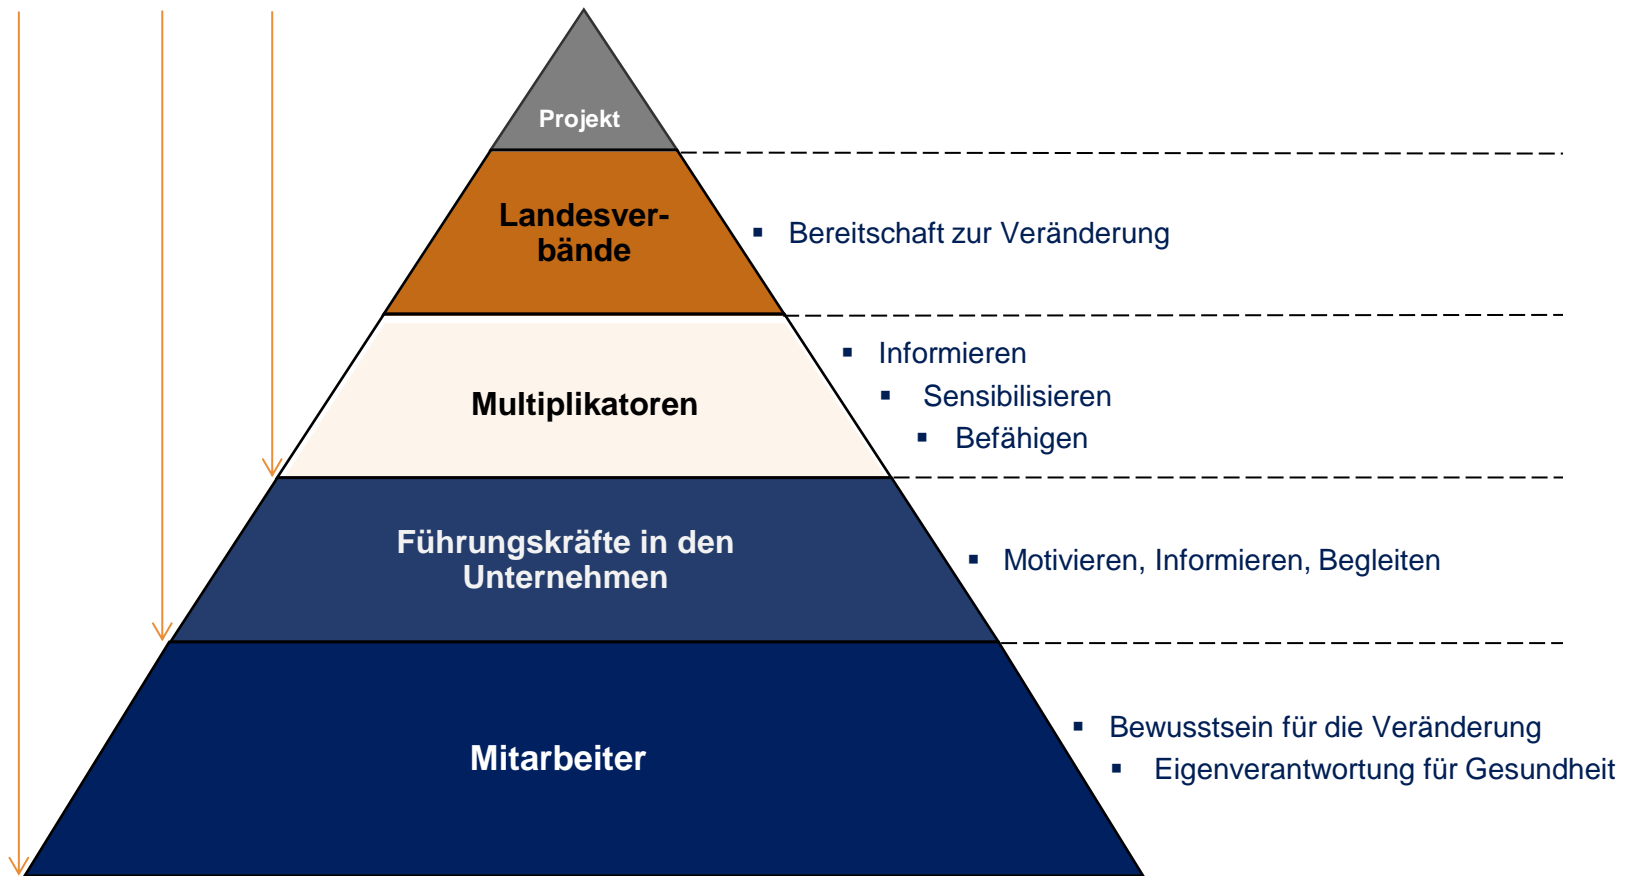 Projekt
Landesver-
bände
▪ Bereitschaft zur Veränderung
Multiplikatoren
▪ Informieren
▪ Sensibilisieren
▪ Befähigen
Führungskräfte in den
Unternehmen
▪ Motivieren, Informieren, Begleiten
Mitarbeiter
▪ Bewusstsein für die Veränderung
▪ Eigenverantwortung für Gesundheit